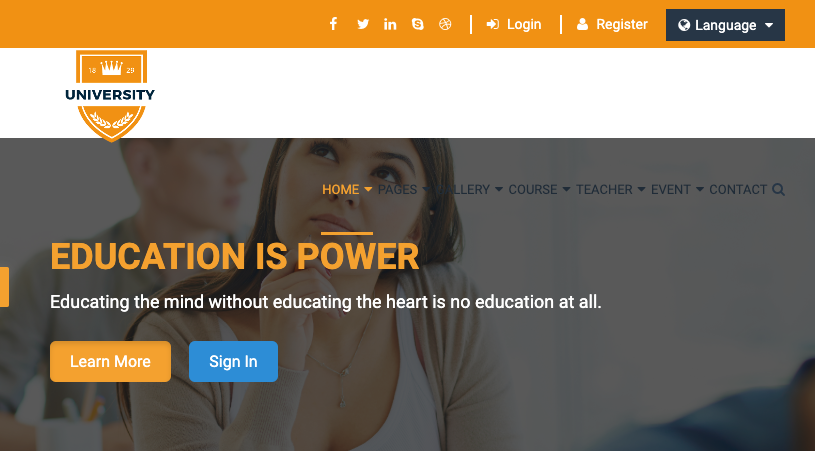 Login Register Language
18 29
UNIVERSITY
HOME PAGES COURSE TEACHER EVENT CONTACT
EDUCATION IS POWER
Educating the mind without educating the heart is no education at all.
Learn More Sign In